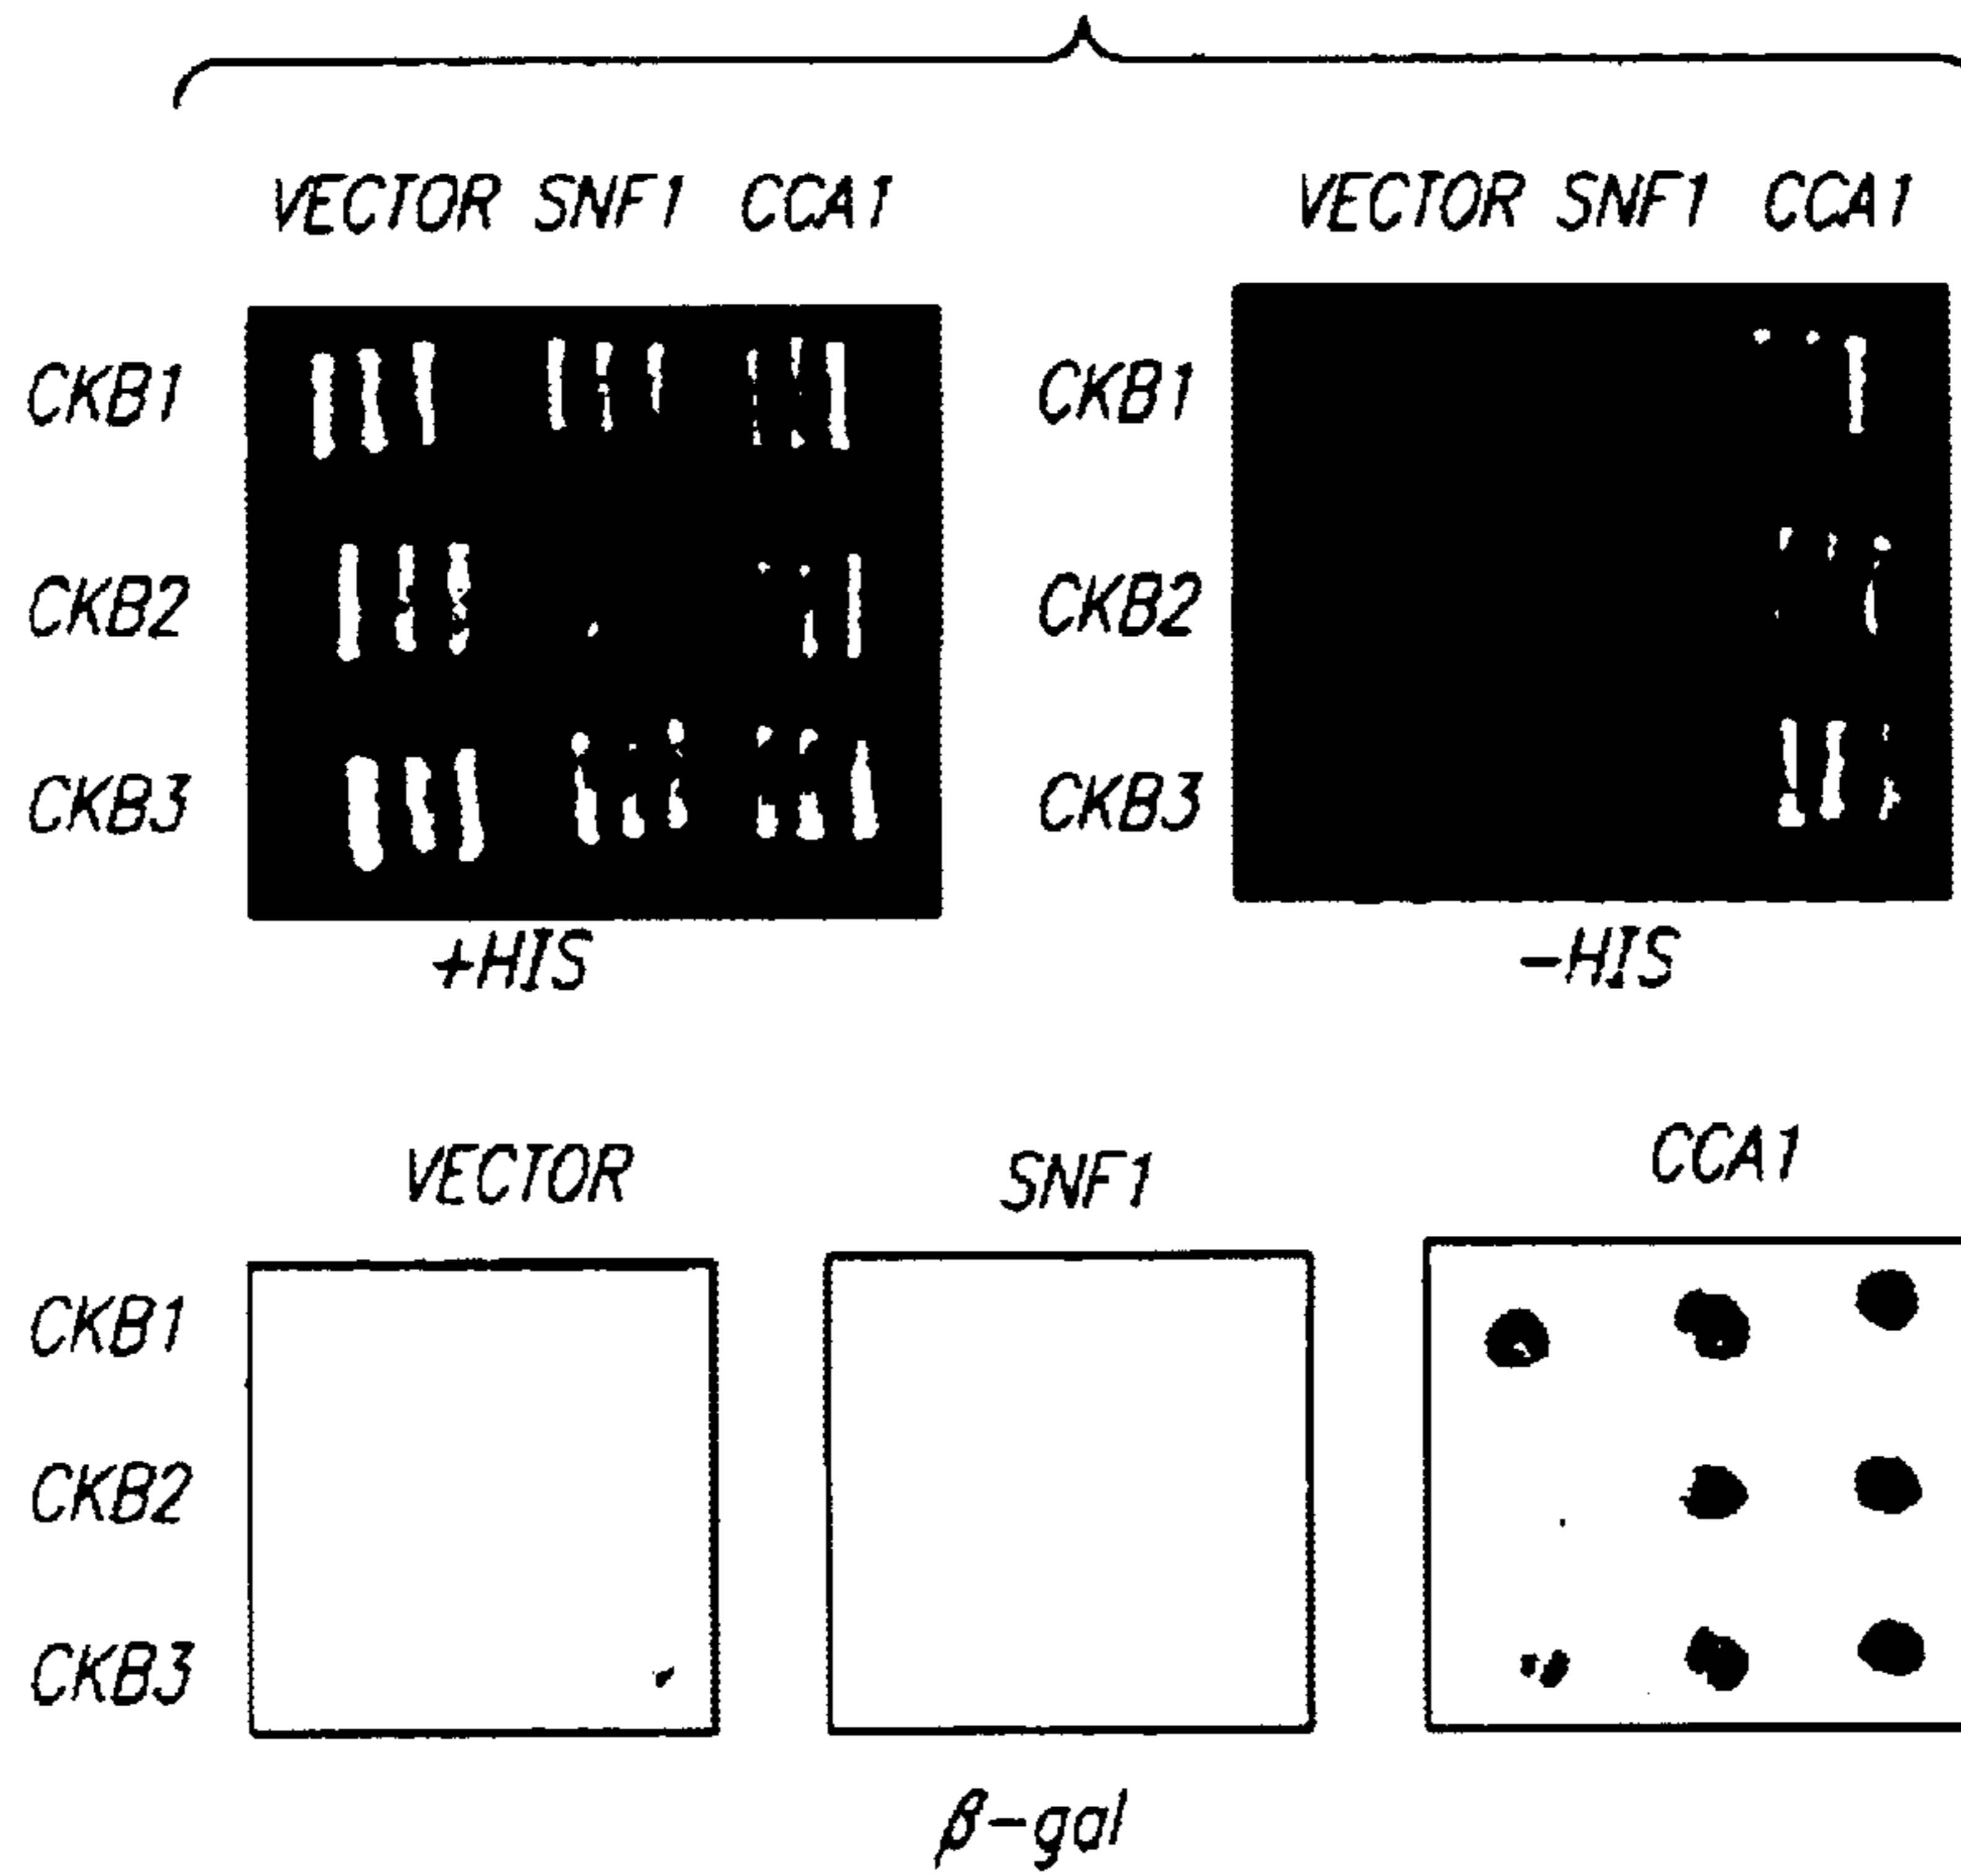 VECTOR SNF1 CCA1 VECTOR SNF1 CCA1
CKB1 CKB1
CKB2 CKB2
CKB3 CKB3
+HIS -HIS
VECTOR SNF1 CCA1
CKB1
CKB2
CKB3
β-gal